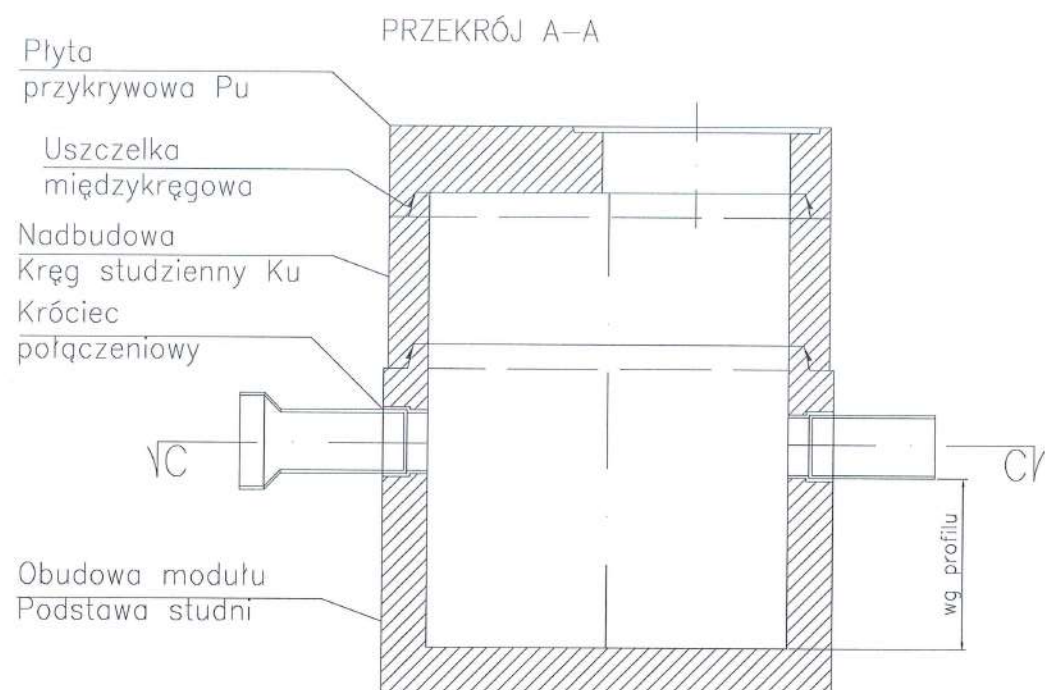 PRZEKRÓJ A-A
Płyta
przykrywowa Pu
Uszczelka
międzykręgowa
Nadbudowa
Kręg studzienny Ku
Króciec
połączeniowy
C
C
wg profilu
Obudowa modułu
Podstawa studni